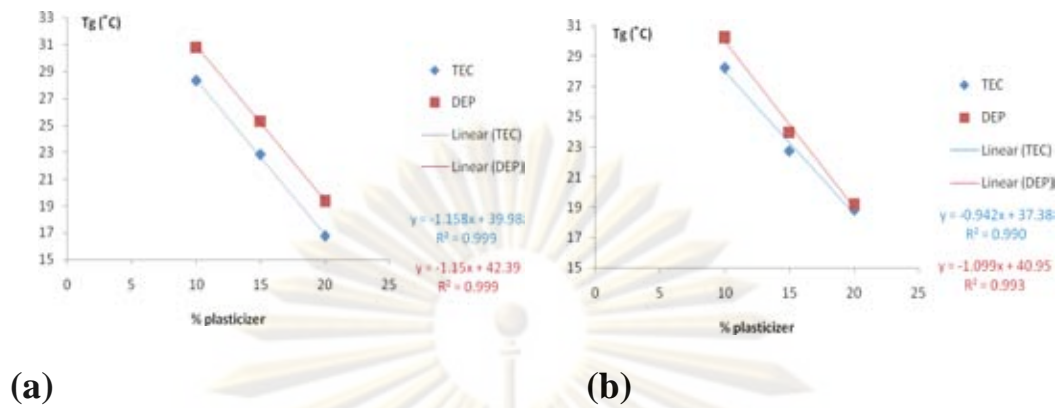 Tg (˚C)
33
31
29
27
25
23
21
19
17
15
0 5 10 15 20 25
% plasticizer
TEC
DEP
Linear (TEC)
Linear (DEP)
y = -1.158x + 39.98
R² = 0.999
y = -1.15x + 42.39
R² = 0.999
(a)
Tg (˚C)
31
29
27
25
23
21
19
17
15
0 5 10 15 20 25
% plasticizer
TEC
DEP
Linear (TEC)
Linear (DEP)
y = -0.942x + 37.38
R² = 0.990
y = -1.099x + 40.95
R² = 0.993
(b)